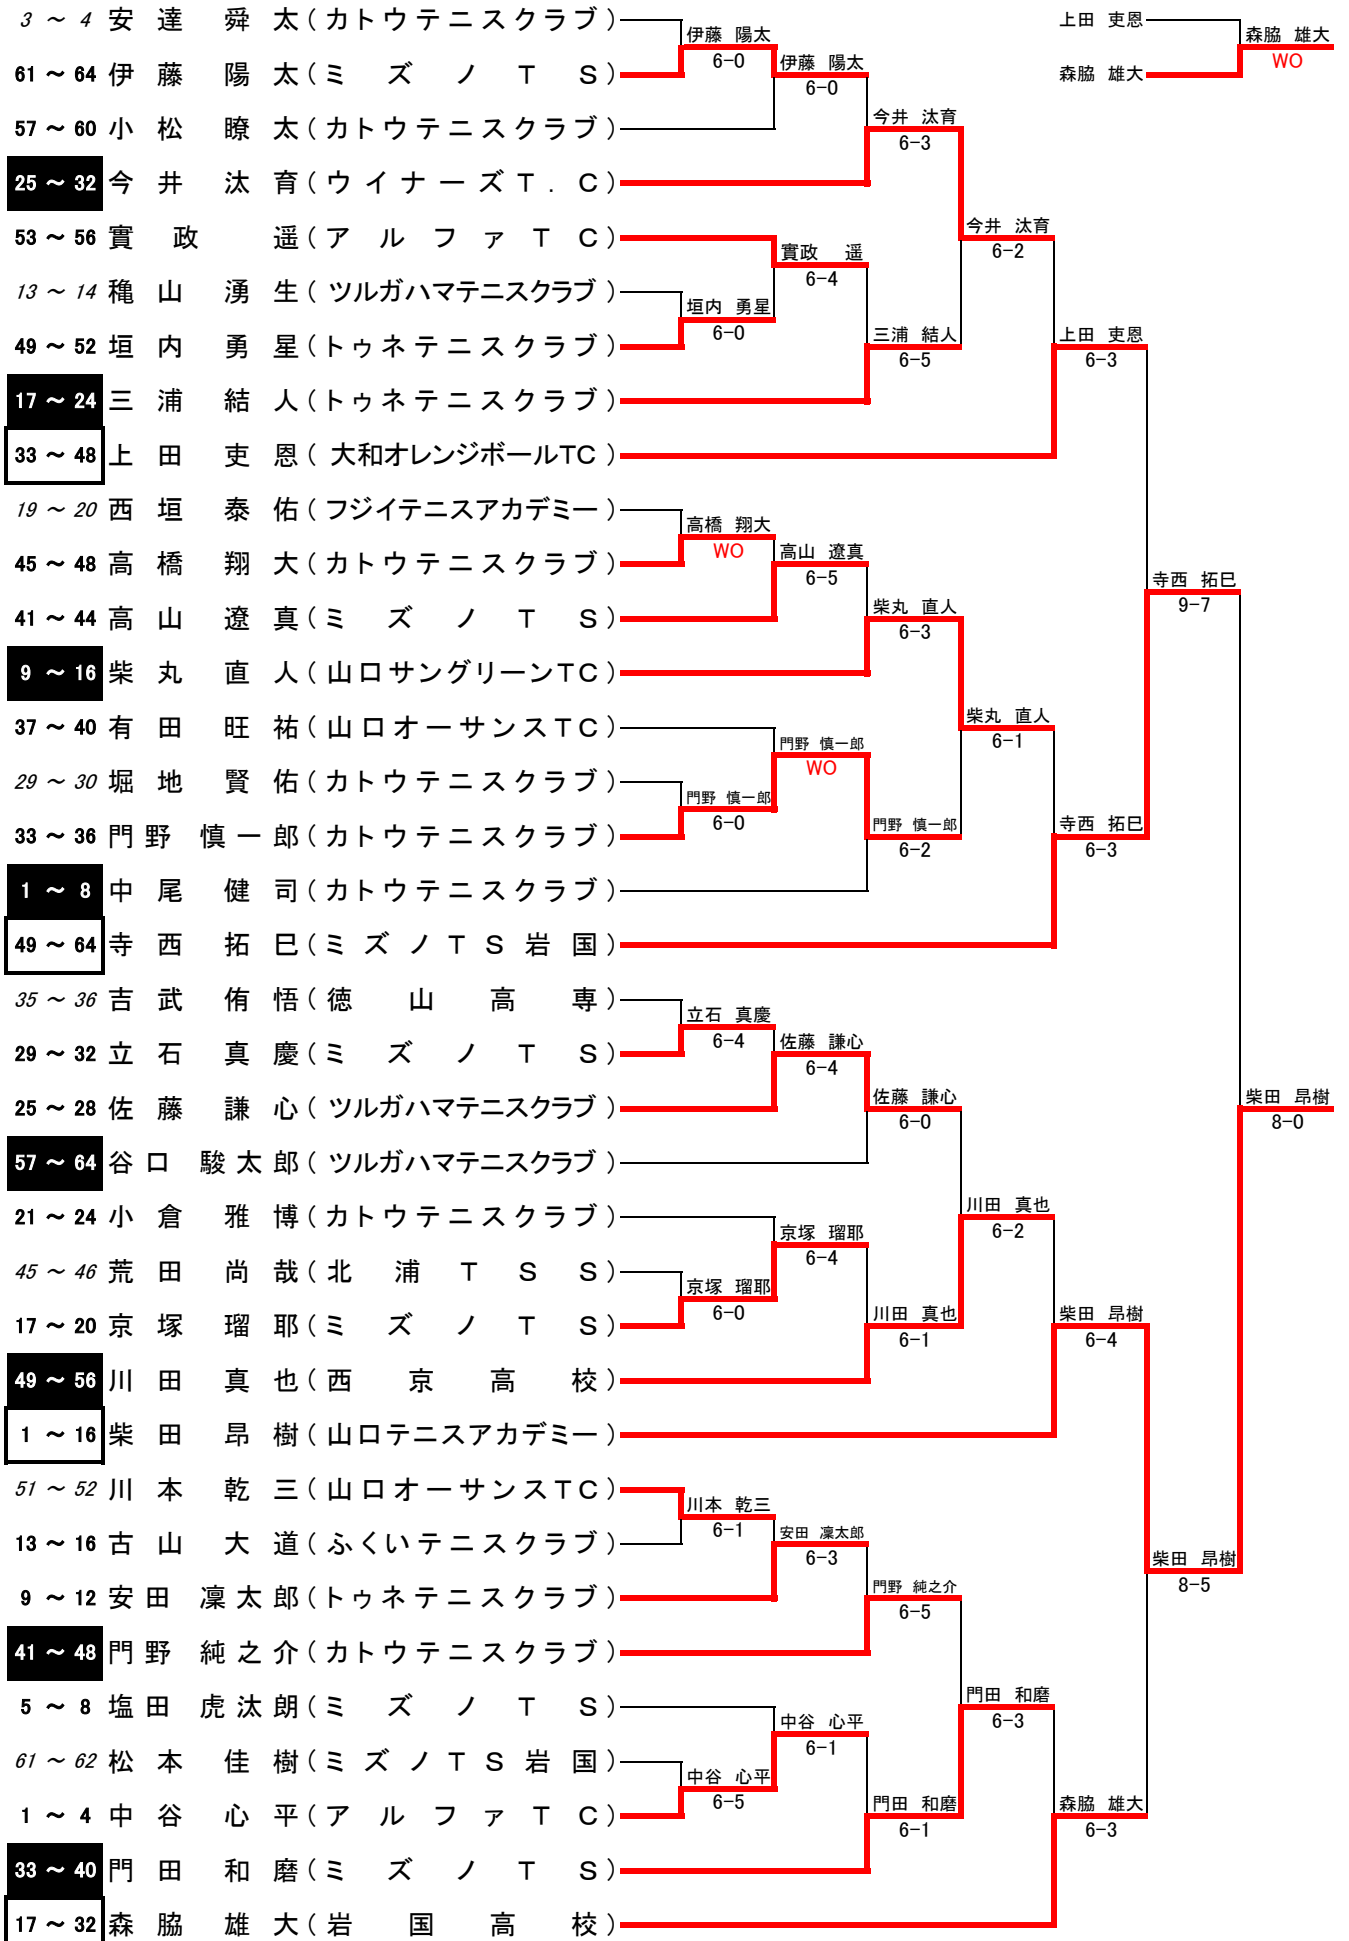 3 ～ 4 安達 舜太(カトウテニスクラブ)
上田 吏恩
伊藤 陽太
森脇 雄大
6-0
WO
61 ～ 64 伊藤 陽太(ミズノTS)
伊藤 陽太
森脇 雄大
6-0
57 ～ 60 小松 暸太(カトウテニスクラブ)
今井 汰育
6-3
25 ～ 32 今井 汰育(ウイナーズT.C)
53 ～ 56 實政 遥(アルファTC)
今井 汰育
6-2
實政 遥
6-4
13 ～ 14 穐山 湧生(ツルガハマテニスクラブ)
垣内 勇星
6-0
49 ～ 52 垣内 勇星(トゥネテニスクラブ)
三浦 結人
6-5
上田 吏恩
6-3
17 ～ 24 三浦 結人(トゥネテニスクラブ)
33 ～ 48 上田 吏恩(大和オレンジボールTC)
19 ～ 20 西垣 泰佑(フジイテニスアカデミー)
高橋 翔大
WO
45 ～ 48 高橋 翔大(カトウテニスクラブ)
高山 遼真
6-5
寺西 拓巳
9-7
41 ～ 44 高山 遼真(ミズノTS)
柴丸 直人
6-3
9 ～ 16 柴丸 直人(山口サングリーンTC)
37 ～ 40 有田 旺祐(山口オーサンスTC)
柴丸 直人
6-1
門野 慎一郎
WO
29 ～ 30 堀地 賢佑(カトウテニスクラブ)
門野 慎一郎
6-0
33 ～ 36 門野 慎一郎(カトウテニスクラブ)
門野 慎一郎
6-2
寺西 拓巳
6-3
1 ～ 8 中尾 健司(カトウテニスクラブ)
49 ～ 64 寺西 拓巳(ミズノTS岩国)
35 ～ 36 吉武 侑悟(徳山高専)
立石 真慶
6-4
29 ～ 32 立石 真慶(ミズノTS)
佐藤 謙心
6-4
25 ～ 28 佐藤 謙心(ツルガハマテニスクラブ)
佐藤 謙心
6-0
柴田 昂樹
8-0
57 ～ 64 谷口 駿太郎(ツルガハマテニスクラブ)
21 ～ 24 小倉 雅博(カトウテニスクラブ)
川田 真也
6-2
京塚 瑠耶
6-4
45 ～ 46 荒田 尚哉(北浦TSS)
京塚 瑠耶
6-0
17 ～ 20 京塚 瑠耶(ミズノTS)
川田 真也
6-1
柴田 昂樹
6-4
49 ～ 56 川田 真也(西京高校)
1 ～ 16 柴田 昂樹(山口テニスアカデミー)
51 ～ 52 川本 乾三(山口オーサンスTC)
川本 乾三
6-1
13 ～ 16 古山 大道(ふくいテニスクラブ)
安田 凜太郎
6-3
柴田 昂樹
8-5
9 ～ 12 安田 凜太郎(トゥネテニスクラブ)
門野 純之介
6-5
41 ～ 48 門野 純之介(カトウテニスクラブ)
5 ～ 8 塩田 虎汰朗(ミズノTS)
門田 和磨
6-3
中谷 心平
6-1
61 ～ 62 松本 佳樹(ミズノTS岩国)
中谷 心平
6-5
1 ～ 4 中谷 心平(アルファTC)
門田 和磨
6-1
森脇 雄大
6-3
33 ～ 40 門田 和磨(ミズノTS)
17 ～ 32 森脇 雄大(岩国高校)